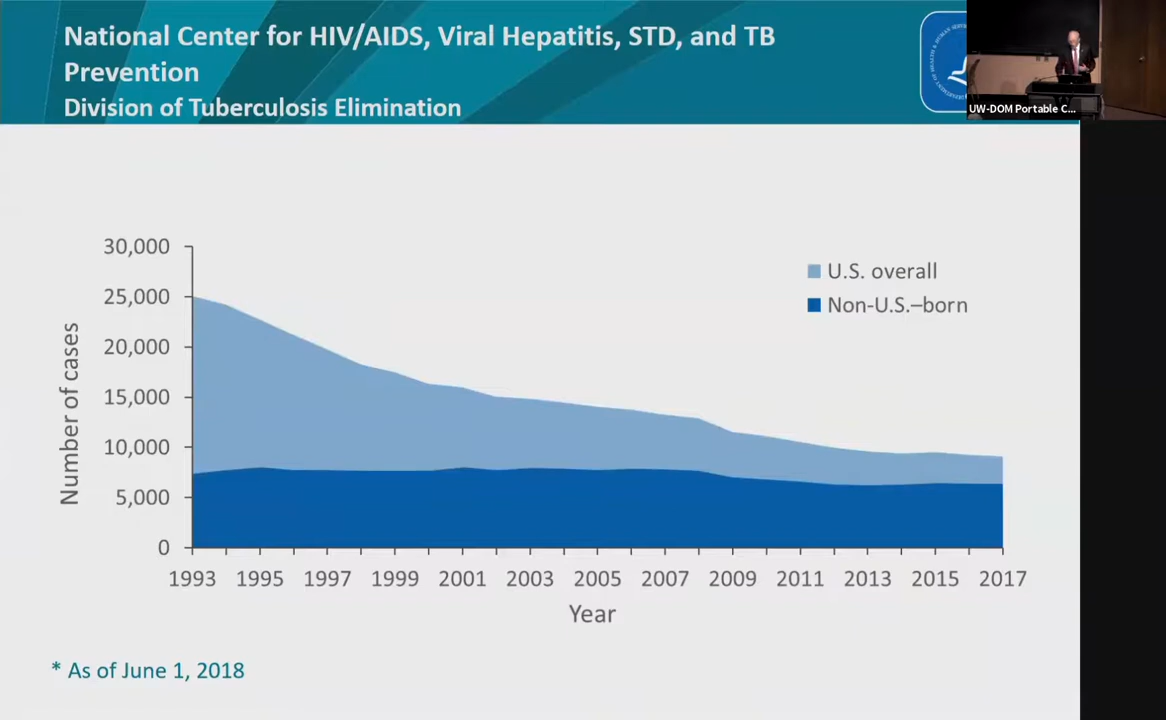 National Center for HIV/AIDS, Viral Hepatitis, STD, and TB
Prevention
Division of Tuberculosis Elimination
UW-DOM Portable C...
30,000
25,000
20,000
15,000
10,000
5,000
0
Number of cases
U.S. overall
Non-U.S.–born
1993 1995 1997 1999 2001 2003 2005 2007 2009 2011 2013 2015 2017
Year
* As of June 1, 2018